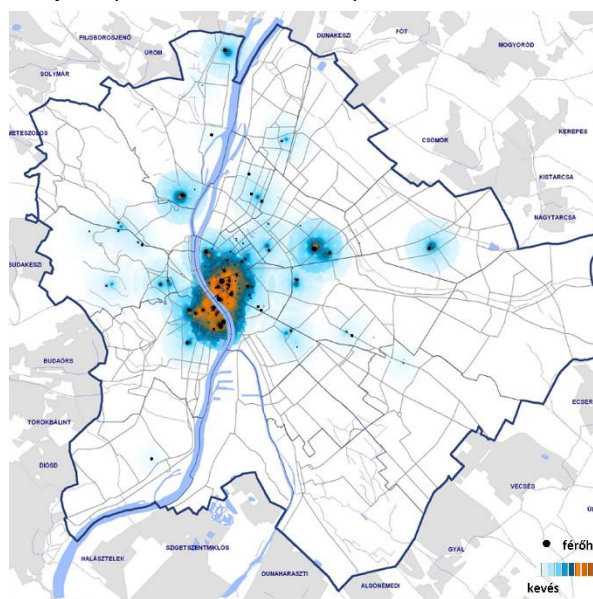 PILISBOROSJENŐ
ÜRÖM
SOLYMÁR
DUNAKESZI
FÓT
MOGYORÓD
CSÖMÖR
KEREPES
KISTARCSA
NAGYTARCSA
BUDAKESZI
BUDAÖRS
TÖRÖKBÁLINT
DIÓSD
ECSER
VECSÉS
GYÁL
HALÁSZTELEK
SZIGETSZENTMIKLÓS
DUNAHARASZTI
ALSÓNÉMEDI
férőh
kevés